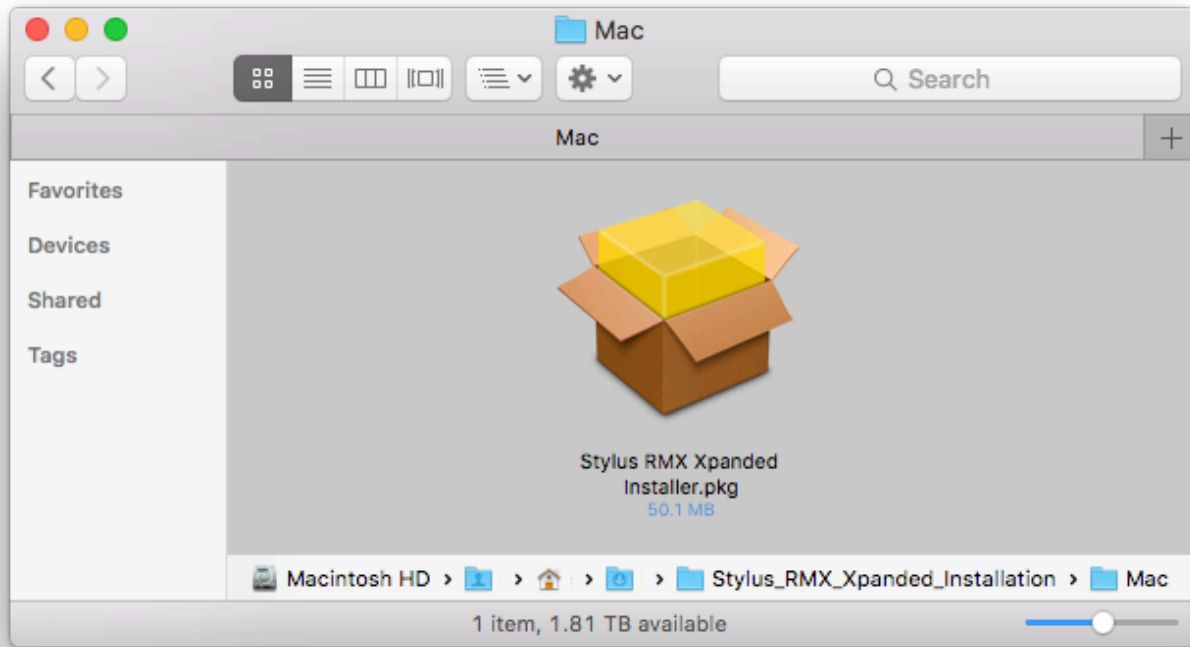 Mac
Search
Mac
Favorites
Devices
Shared
Tags
Stylus RMX Xpanded
Installer.pkg
50.1 MB
Macintosh HD › › › › Stylus_RMX_Xpanded_Installation › Mac
1 item, 1.81 TB available